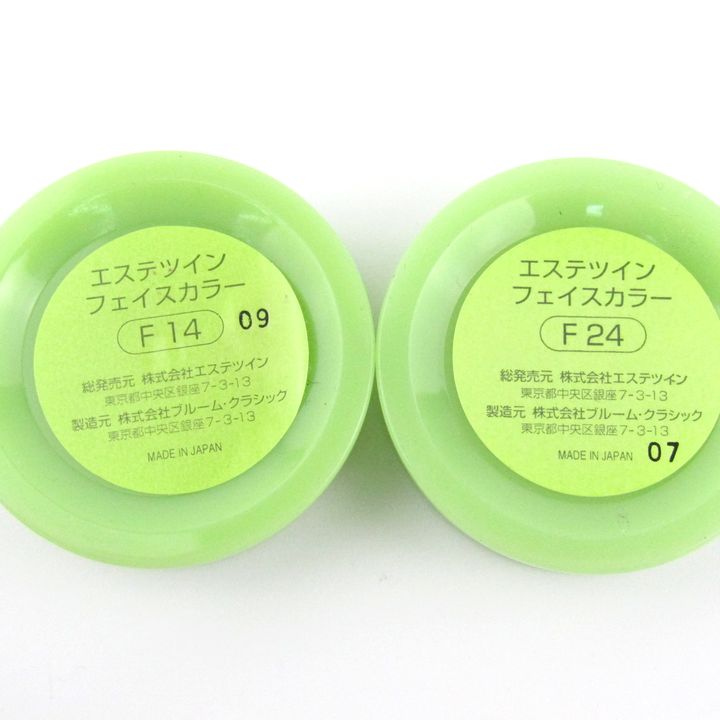 エステツイン
フェイスカラー
F 14 09
総発売元 株式会社エステツイン
東京都中央区銀座7-3-13
製造元 株式会社ブルーム・クラシック
東京都中央区銀座7-3-13
MADE IN JAPAN
エステツイン
フェイスカラー
F 24
総発売元 株式会社エステツイン
東京都中央区銀座7-3-13
製造元 株式会社ブルーム・クラシック
東京都中央区銀座7-3-13
MADE IN JAPAN 07